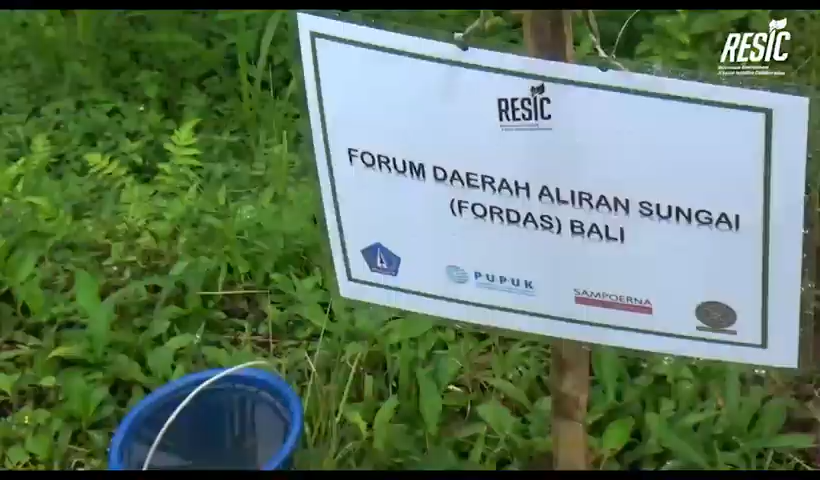 RESIC
RESIC
FORUM DAERAH ALIRAN SUNGAI
(FORDAS) BALI
PUPUK
SAMPOERNA